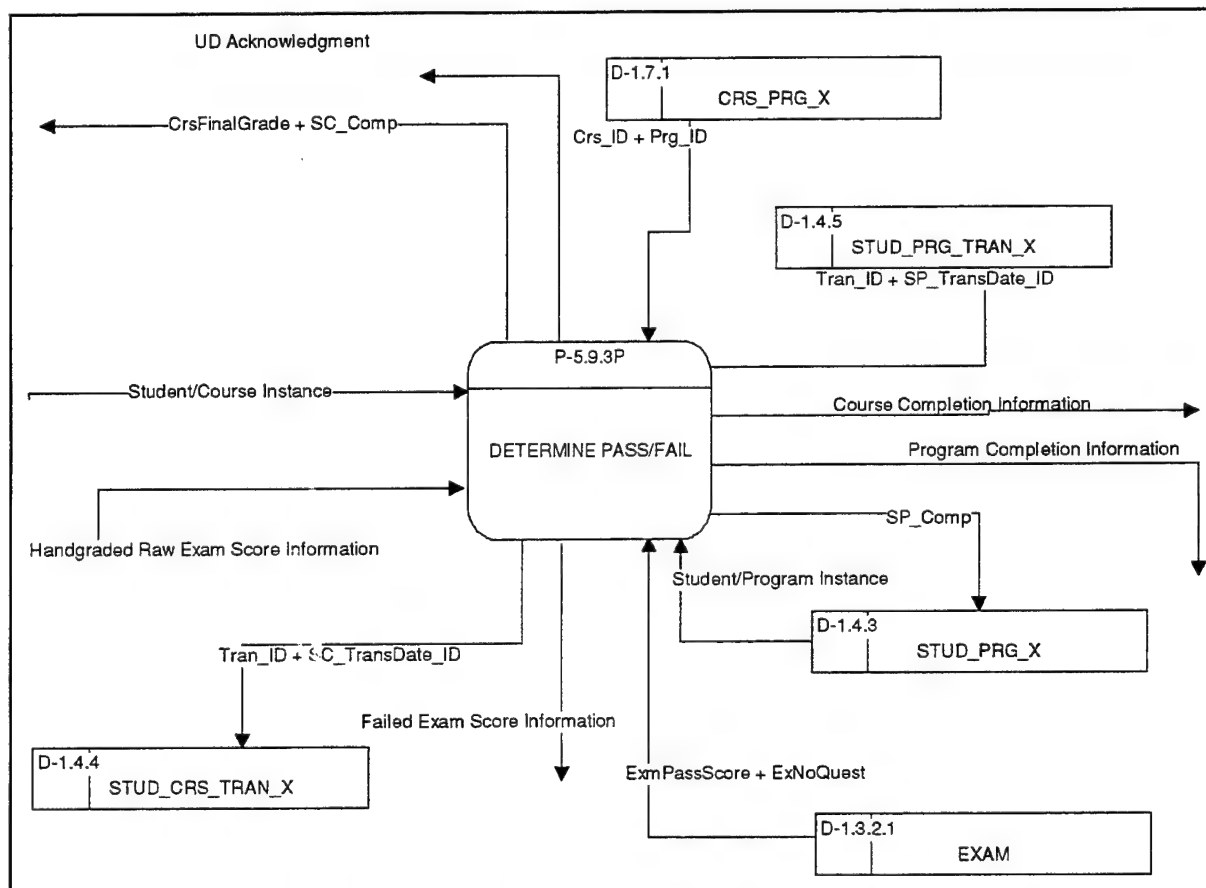 UD Acknowledgment
D-1.7.1
CRS_PRG_X
CrsFinalGrade + SC_Comp
Crs_ID + Prg_ID
D-1.4.5
STUD_PRG_TRAN_X
Tran_ID + SP_TransDate_ID
P-5.9.3P
Student/Course Instance
Course Completion Information
DETERMINE PASS/FAIL
Program Completion Information
SP_Comp
Handgraded Raw Exam Score Information
Student/Program Instance
D-1.4.3
STUD_PRG_X
Tran_ID + SC_TransDate_ID
Failed Exam Score Information
D-1.4.4
STUD_CRS_TRAN_X
ExmPassScore + ExNoQuest
D-1.3.2.1
EXAM